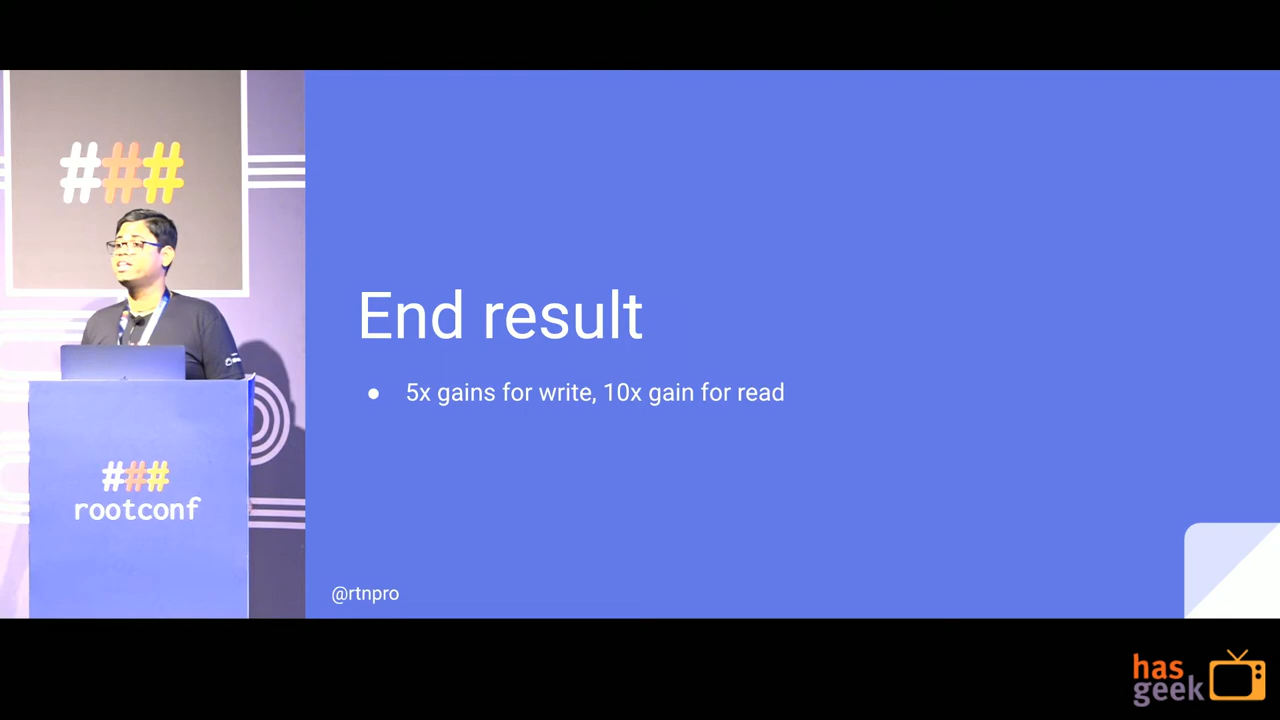 ###
###
rootconf
End result
● 5x gains for write, 10x gain for read
@rtnpro
has
geek